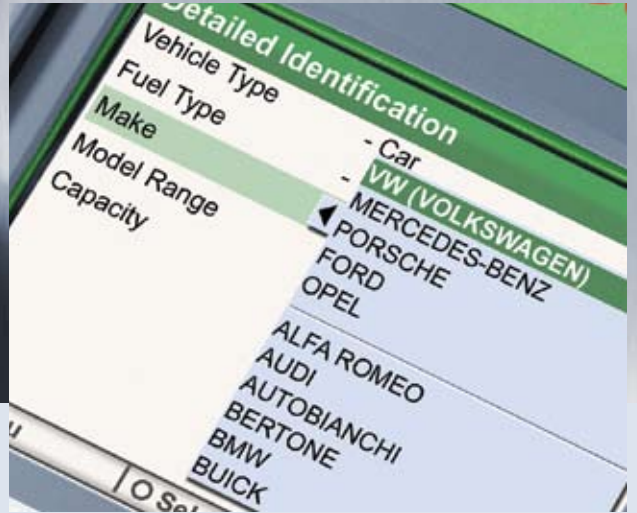 Detailed Identification
Vehicle Type
- Car
Fuel Type
-
Make
VW (VOLKSWAGEN)
MERCEDES-BENZ
PORSCHE
FORD
OPEL
ALFA ROMEO
AUDI
AUTOBIANCHI
BERTONE
BMW
BUICK
Model Range
Capacity